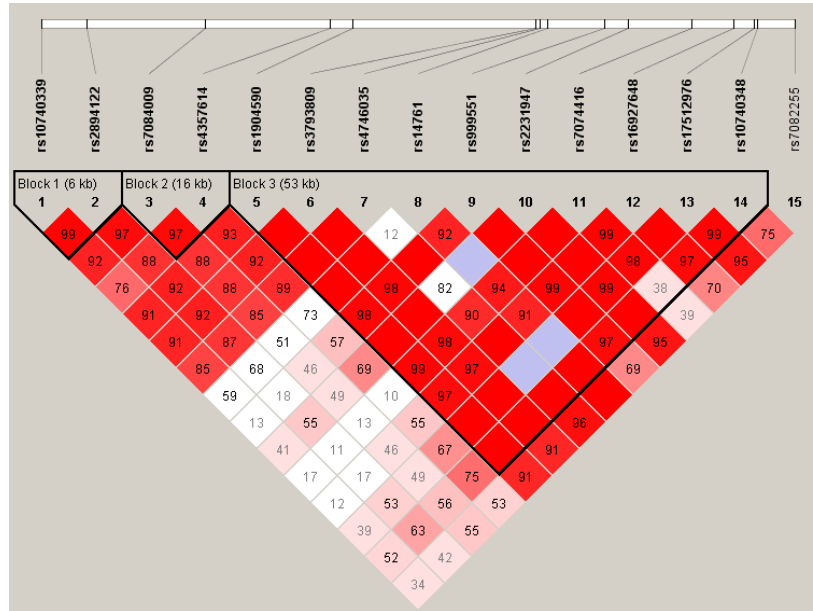 rs10740339
rs2894122
rs7084009
rs4357614
rs1904590
rs3793809
rs4746035
rs14761
rs999551
rs2231947
rs7074416
rs16927648
rs17512976
rs10740348
rs7082255
Block 1 (6 kb) Block 2 (16 kb) Block 3 (53 kb)
1 2 3 4 5 6 7 8 9 10 11 12 13 14 15
99 97 97 93 12 92 99 99 75
92 88 88 92 98 97 95
76 92 88 89 98 82 94 99 99 38 70
91 92 85 73 98 90 91 39
91 87 51 57 98 97 95
85 68 46 69 99 97 69
59 18 49 10 97
13 55 13 55 96
41 11 46 67 91
17 17 49 75 91
12 53 56 53
39 63 55
52 42
34